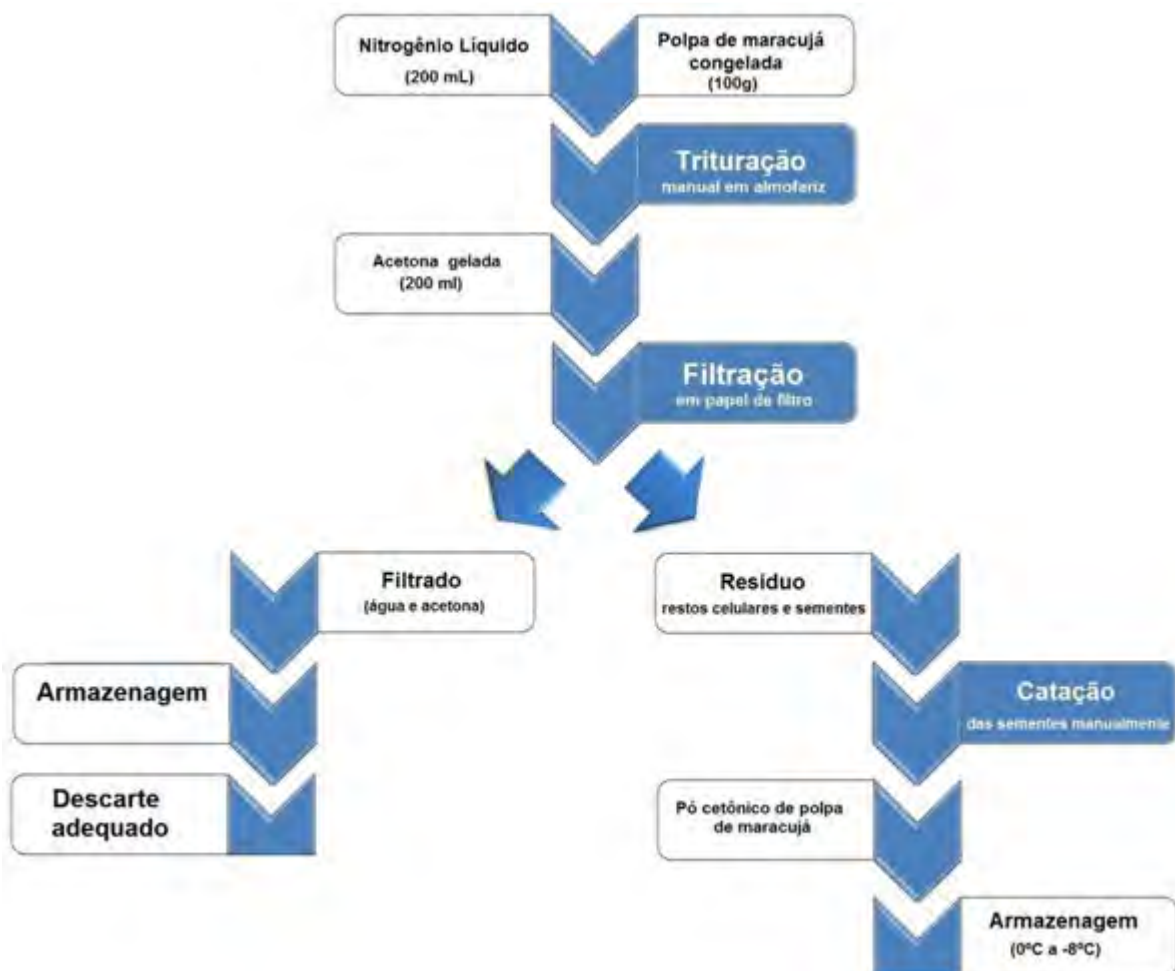 Nitrogênio Líquido
(200 mL)
Polpa de maracujá
congelada
(100g)
Trituração
manual em almofariz
Acetona gelada
(200 ml)
Filtração
em papel de filtro
Filtrado
(água e acetona)
Armazenagem
Descarte
adequado
Resíduo
restos celulares e sementes
Catação
das sementes manualmente
Pó cetônico de polpa
de maracujá
Armazenagem
(0ºC a -8ºC)